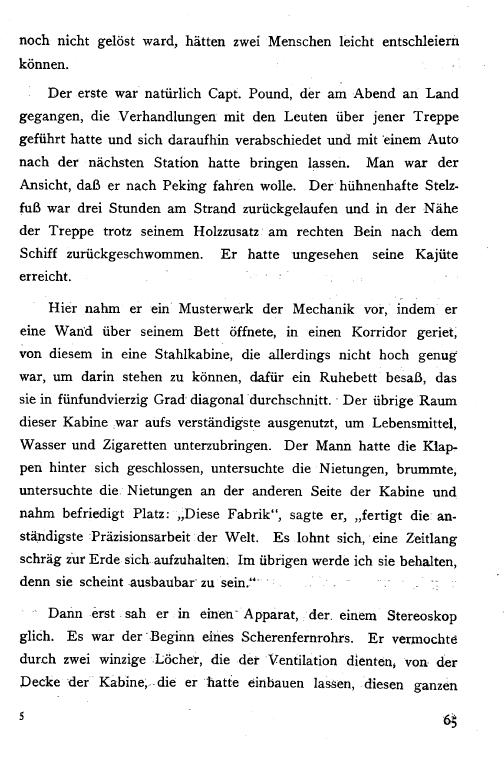 noch nicht gelöst ward, hätten zwei Menschen leicht entschleiern
können.
Der erste war natürlich Capt. Pound, der am Abend an Land
gegangen, die Verhandlungen mit den Leuten über jener Treppe
geführt hatte und sich daraufhin verabschiedet und mit einem Auto
nach der nächsten Station hatte bringen lassen. Man war der
Ansicht, daß er nach Peking fahren wolle. Der hühnenhafte Stelz-
fuß war drei Stunden am Strand zurückgelaufen und in der Nähe
der Treppe trotz seinem Holzzusatz am rechten Bein nach dem
Schiff zurückgeschwommen. Er hatte ungesehen seine Kajüte
erreicht.
Hier nahm er ein Musterwerk der Mechanik vor, indem er
eine Wand über seinem Bett öffnete, in einen Korridor geriet,
von diesem in eine Stahlkabine, die allerdings nicht hoch genug
war, um darin stehen zu können, dafür ein Ruhebett besaß, das
sie in fünfundvierzig Grad diagonal durchschnitt. Der übrige Raum
dieser Kabine war aufs verständigste ausgenutzt, um Lebensmittel,
Wasser und Zigaretten unterzubringen. Der Mann hatte die Klap-
pen hinter sich geschlossen, untersuchte die Nietungen, brummte,
untersuchte die Nietungen an der anderen Seite der Kabine und
nahm befriedigt Platz: „Diese Fabrik“, sagte er, „fertigt die an-
ständigste Präzisionsarbeit der Welt. Es lohnt sich, eine Zeitlang
schräg zur Erde sich aufzuhalten. Im übrigen werde ich sie behalten,
denn sie scheint ausbaubar zu sein.“
Dann erst sah er in einen Apparat, der einem Stereoskop
glich. Es war der Beginn eines Scherenfernrohrs. Er vermochte
durch zwei winzige Löcher, die der Ventilation dienten, von der
Decke der Kabine, die er hatte einbauen lassen, diesen ganzen
5
65